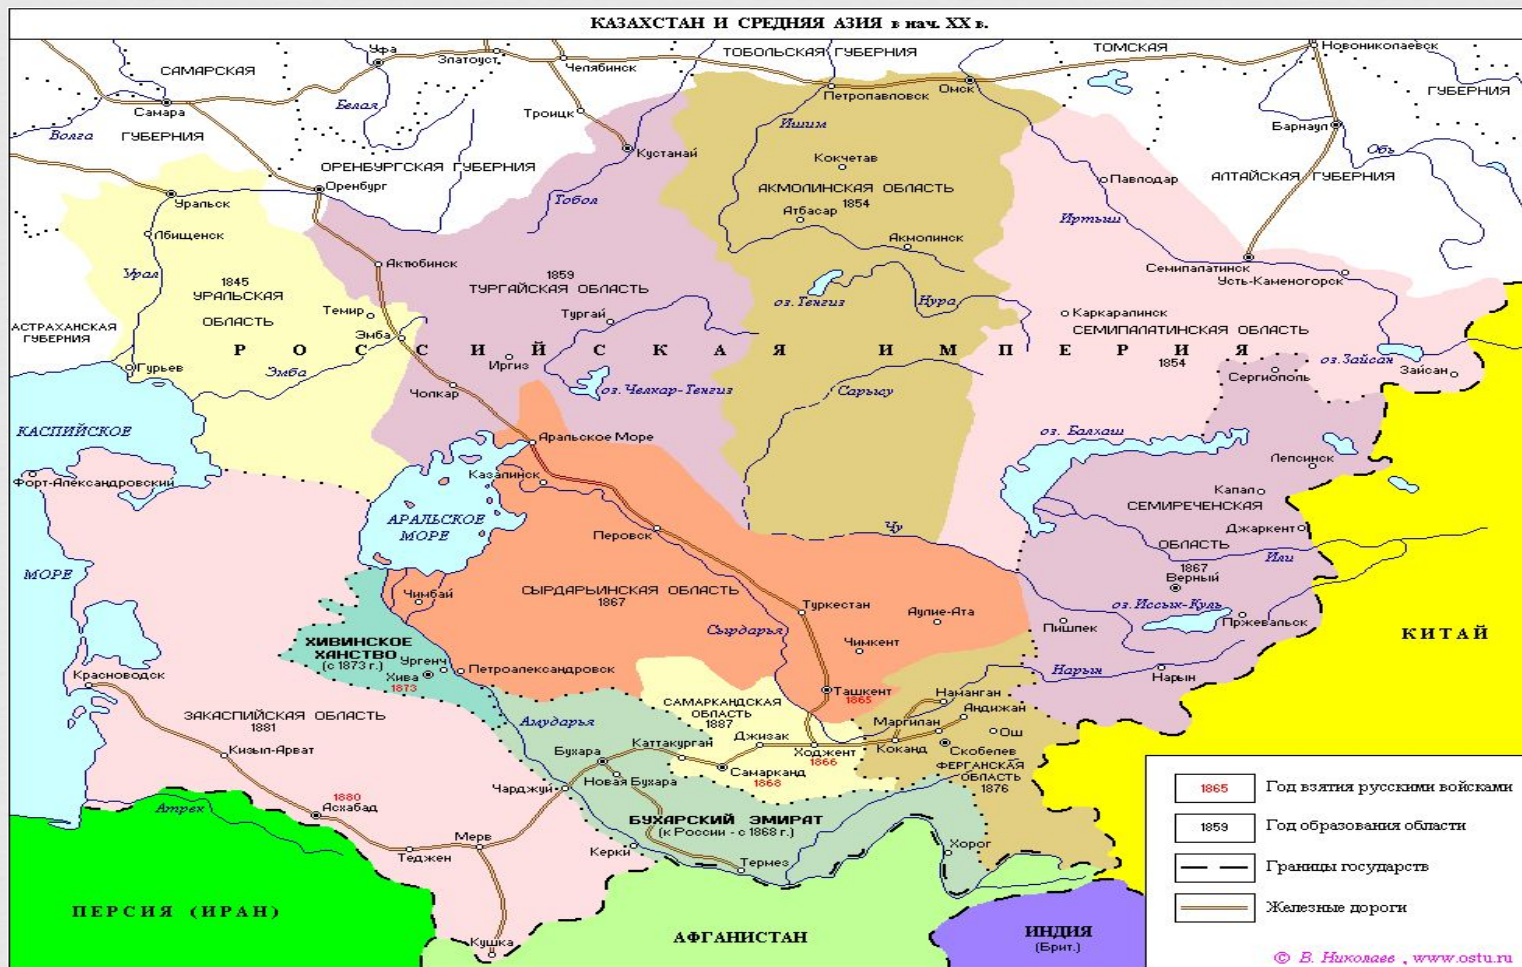 КАЗАХСТАН И СРЕДНЯЯ АЗИЯ в нач. XX в.
Уфа
Златоуст
Челябинск
ТОБОЛЬСКАЯ ГУБЕРНИЯ
ТОМСКАЯ
Новониколаевск
САМАРСКАЯ
Петропавловск
Омск
ГУБЕРНИЯ
Самара
Белая
Троицк
Ишим
Барнаул
Волга
ГУБЕРНИЯ
Кустанай
Обь
ОРЕНБУРГСКАЯ ГУБЕРНИЯ
Кокчетав
Оренбург
АКМОЛИНСКАЯ ОБЛАСТЬ
1854
Павлодар
АЛТАЙСКАЯ ГУБЕРНИЯ
Уральск
Тобол
Атбасар
Иртыш
Лбищенск
Акмолинск
Актюбинск
Семипалатинск
Урал
1845
УРАЛЬСКАЯ
ОБЛАСТЬ
1859
ТУРГАЙСКАЯ ОБЛАСТЬ
Усть-Каменогорск
оз. Тенгиз
Нура
Темир
Тургай
Каркаралинск
АСТРАХАНСКАЯ
ГУБЕРНИЯ
Эмба
СЕМИПАЛАТИНСКАЯ ОБЛАСТЬ
1854
РОССИЙСКАЯ ИМПЕРИЯ
Гурьев
Эмба
Иргиз
оз. Зайсан
Зайсан
Сергиополь
Чолкар
оз. Челкар-Тенгиз
Сарысу
КАСПИЙСКОЕ
Аральское Море
оз. Балхаш
Лепсинск
Форт-Александровский
Казалинск
Капал
АРАЛЬСКОЕ
МОРЕ
СЕМИРЕЧЕНСКАЯ
ОБЛАСТЬ
1867
Перовск
Чу
Джаркент
Или
МОРЕ
Верный
Чимбай
СЫРДАРЬИНСКАЯ ОБЛАСТЬ
1867
Туркестан
Аулие-Ата
оз. Иссык-Куль
Пржевальск
Пишпек
Сырдарья
Чимкент
КИТАЙ
ХИВИНСКОЕ
ХАНСТВО
(с 1873 г.)
Ургенч
Хива
1873
Петроалександровск
Нарын
Нарын
Красноводск
Ташкент
1865
Наманган
САМАРКАНДСКАЯ
ОБЛАСТЬ
1887
Андижан
ЗАКАСПИЙСКАЯ ОБЛАСТЬ
1881
Амударья
Маргилан
Ош
Джизак
Каттакурган
Кизыл-Арват
Бухара
Ходжент
1866
Коканд
Скобелев
ФЕРГАНСКАЯ
ОБЛАСТЬ
1876
Самарканд
1868
Новая Бухара
Чарджуй
1880
Асхабад
Атрек
БУХАРСКИЙ ЭМИРАТ
(к России - с 1868 г.)
Мерв
Теджен
Керки
Термез
Хорог
ПЕРСИЯ (ИРАН)
Кушка
АФГАНИСТАН
ИНДИЯ
(Брит.)
1865
Год взятия русскими войсками
1859
Год образования области
Границы государств
Железные дороги
© В. Николаев , www.ostu.ru